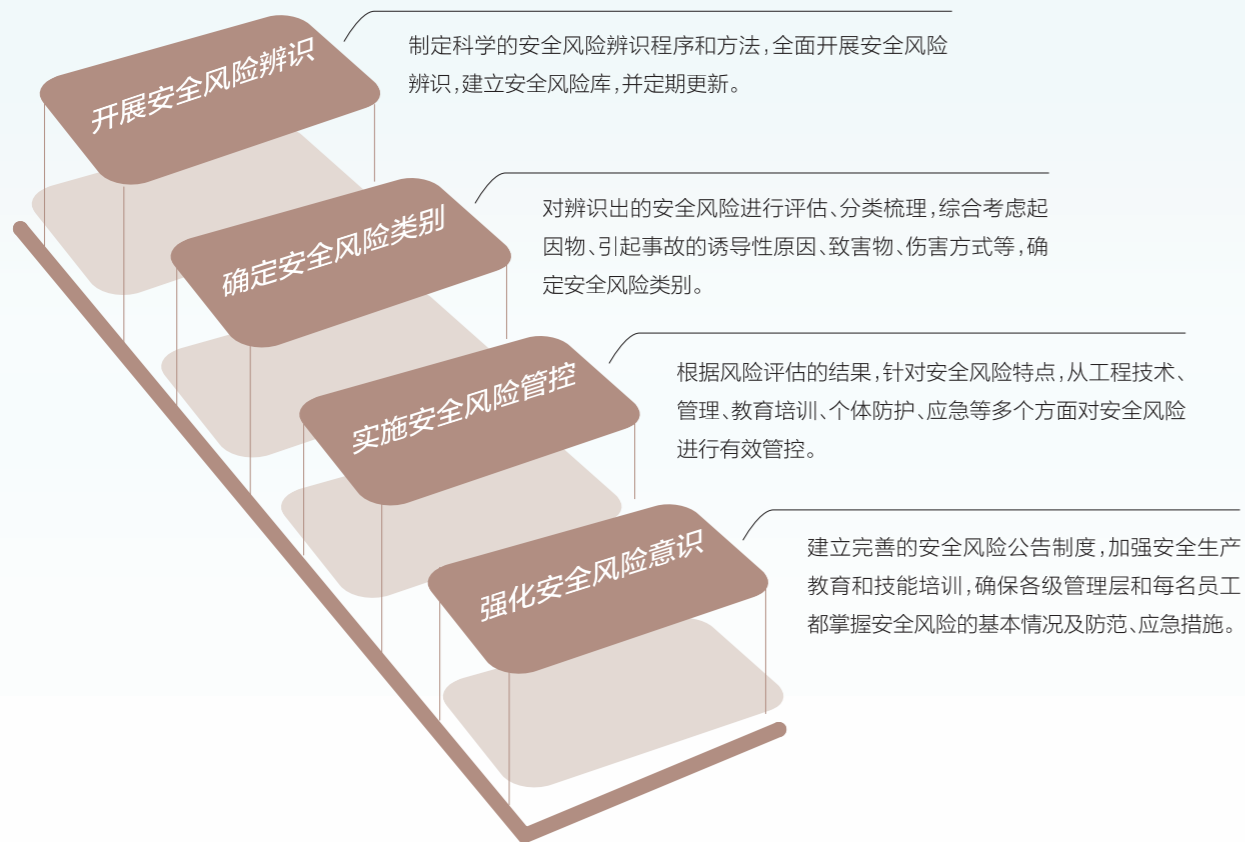 开展安全风险辨识
制定科学的安全风险辨识程序和方法，全面开展安全风险
辨识，建立安全风险库，并定期更新。
确定安全风险类别
对辨识出的安全风险进行评估、分类梳理，综合考虑起
因物、引起事故的诱导性原因、致害物、伤害方式等，确
定安全风险类别。
实施安全风险管控
根据风险评估的结果，针对安全风险特点，从工程技术、
管理、教育培训、个体防护、应急等多个方面对安全风险
进行有效管控。
强化安全风险意识
建立完善的安全风险公告制度，加强安全生产
教育和技能培训，确保各级管理层和每名员工
都掌握安全风险的基本情况及防范、应急措施。